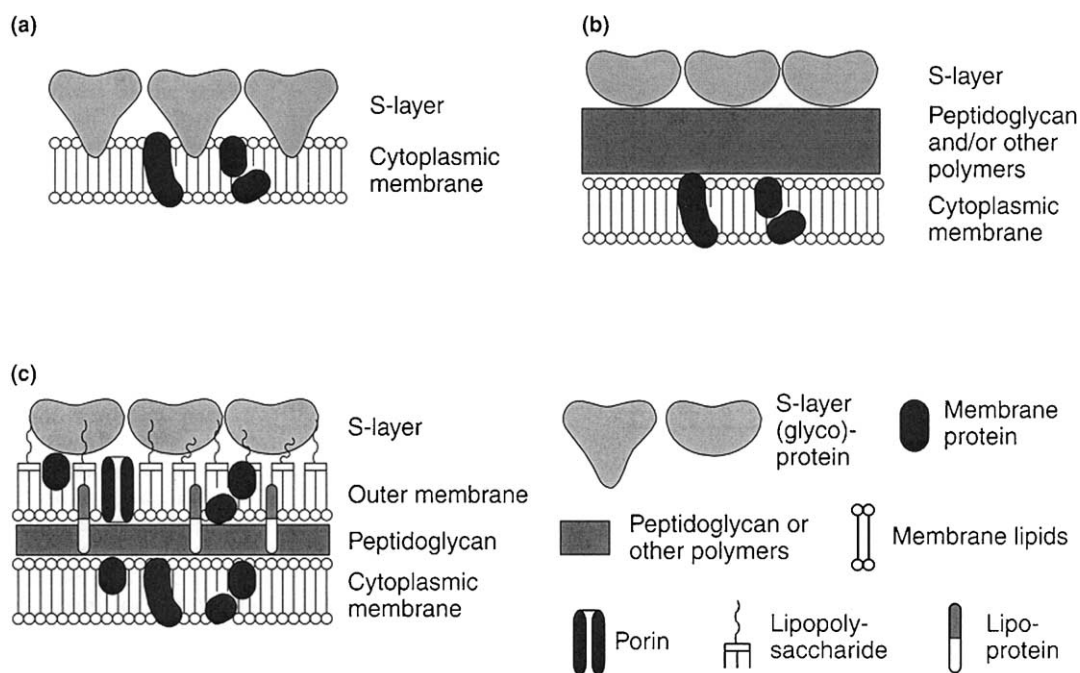 (a)
S-layer
Cytoplasmic
membrane
(b)
S-layer
Peptidoglycan
and/or other
polymers
Cytoplasmic
membrane
(c)
S-layer
Outer membrane
Peptidoglycan
Cytoplasmic
membrane
S-layer
(glyco)-
protein
Membrane
protein
Peptidoglycan or
other polymers
Membrane lipids
Porin
Lipopoly-
saccharide
Lipo-
protein